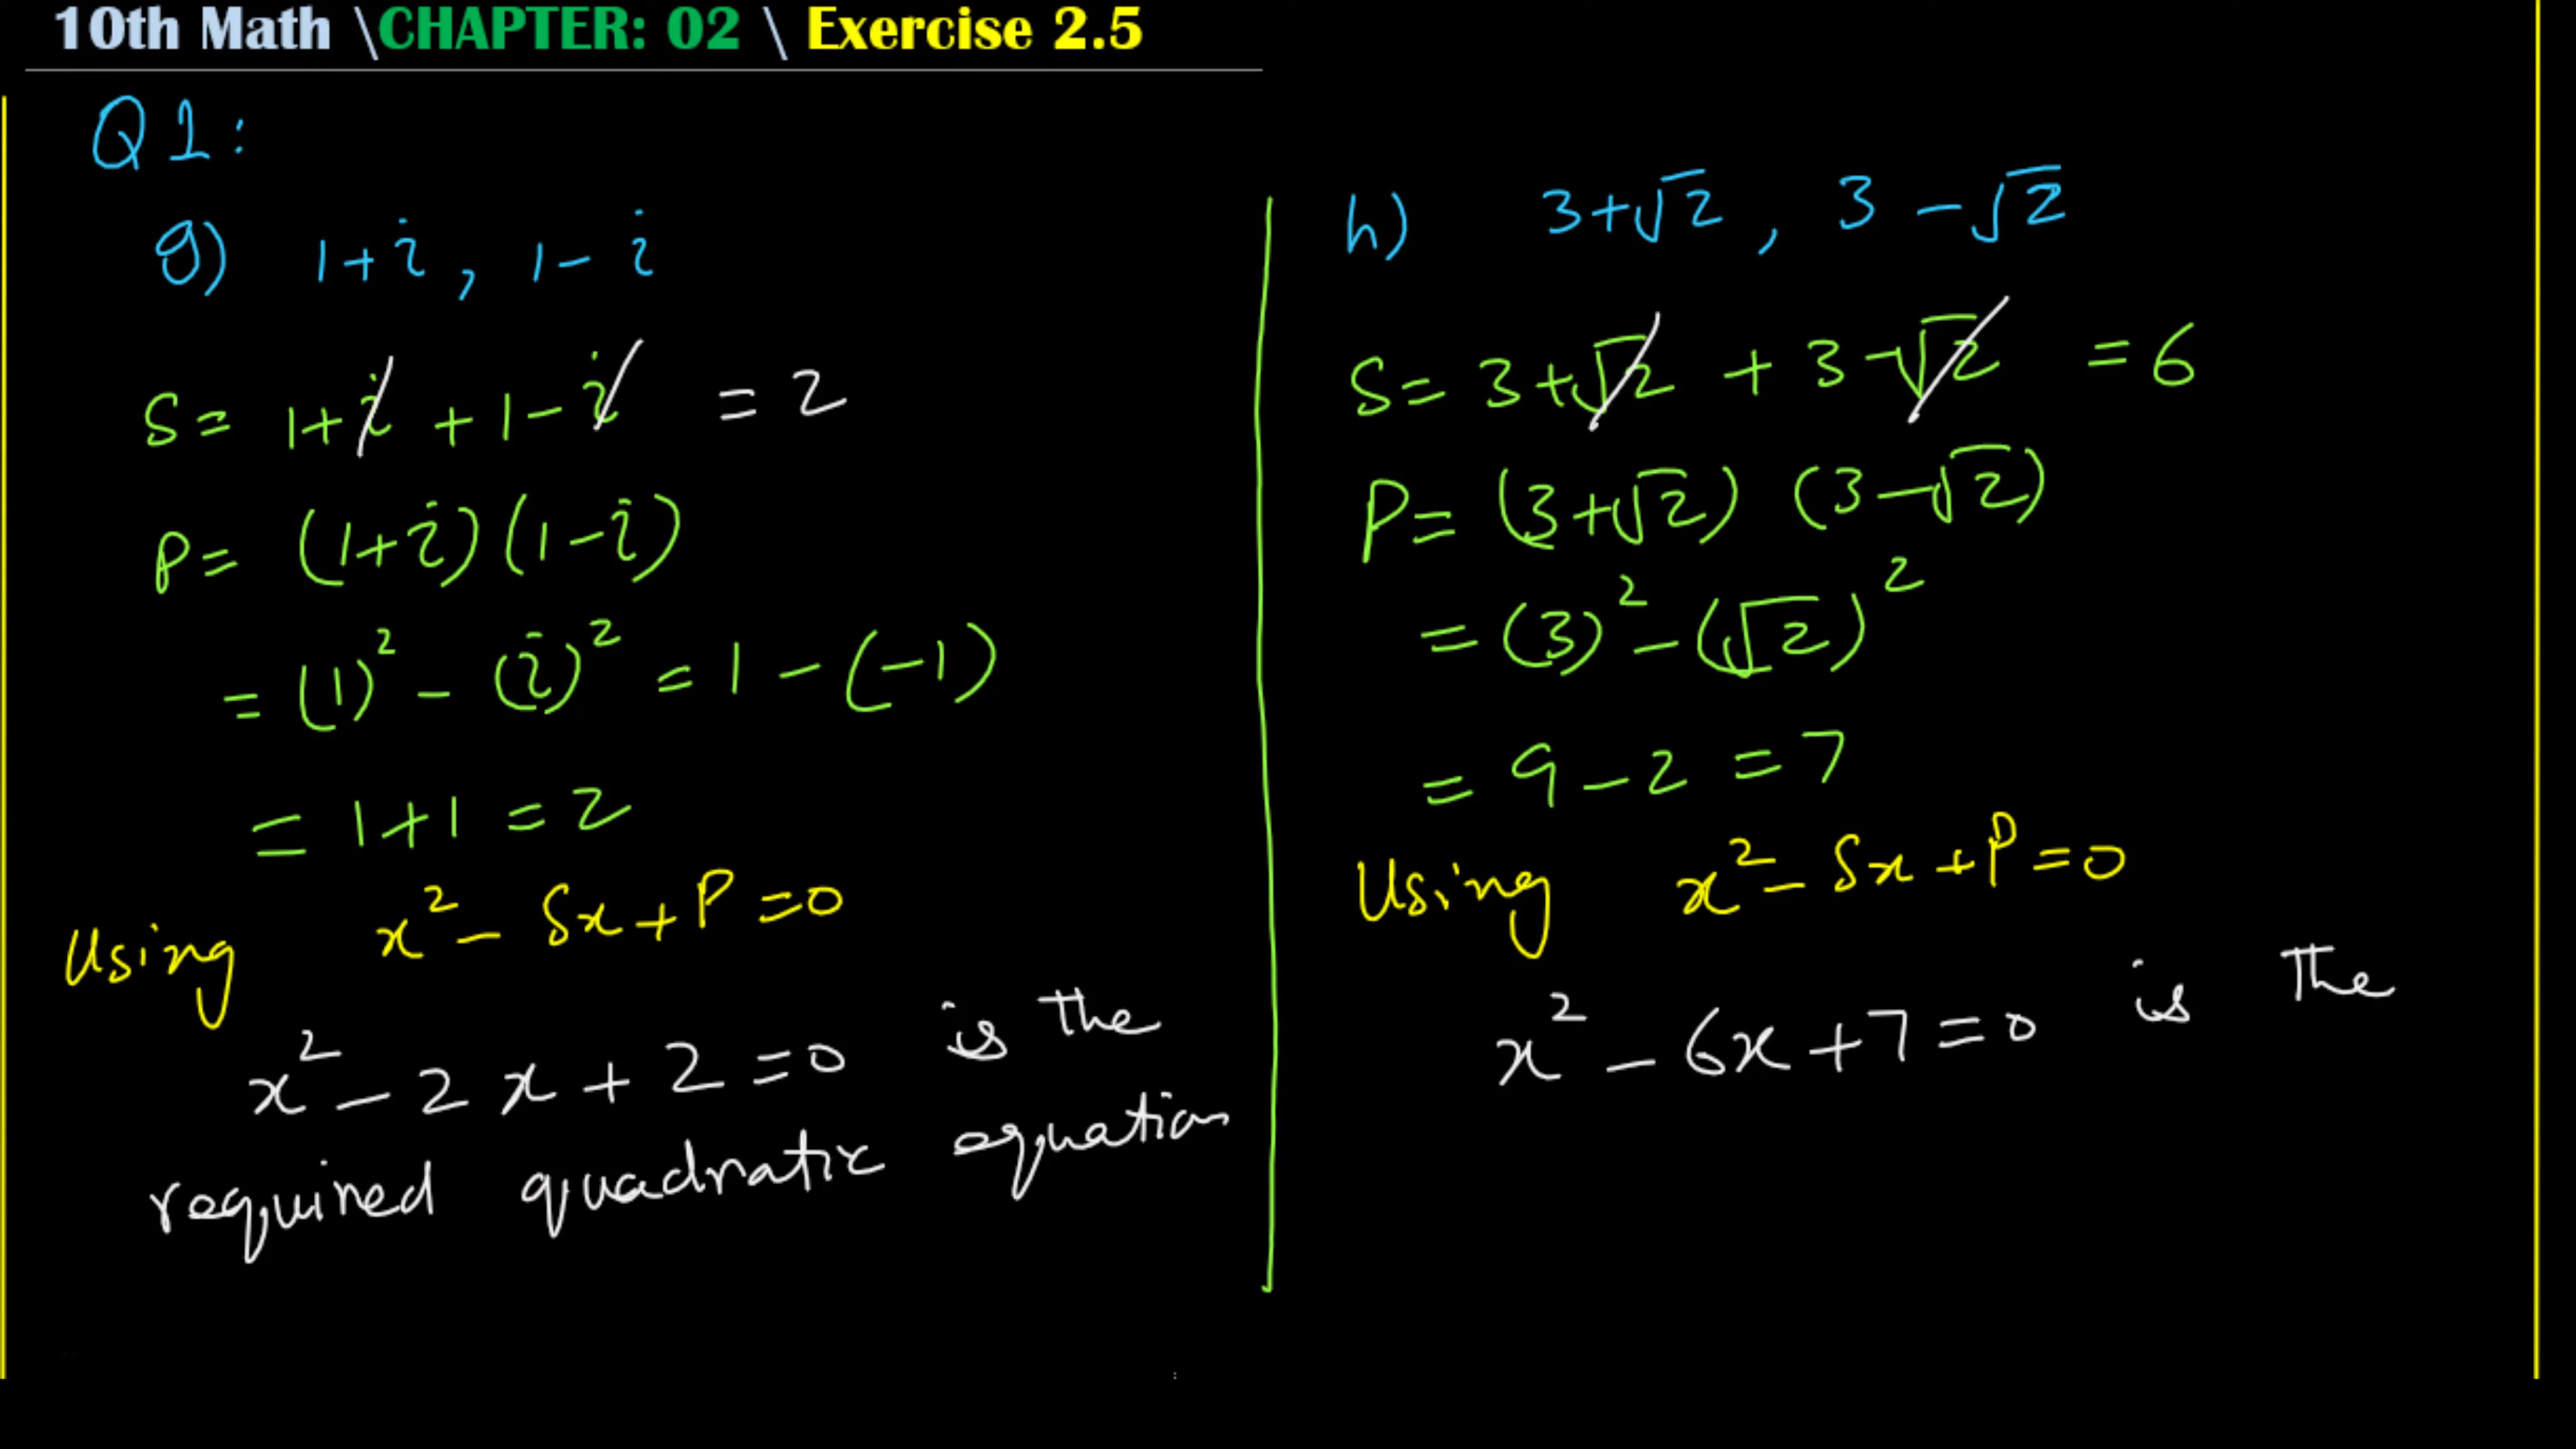 10th Math \CHAPTER: 02 \ Exercise 2.5
Q1:
g) 1+i, 1-i
S= 1+i + 1-i = 2
P= (1+i)(1-i)
= (1)² - (i)² = 1-(-1)
= 1+1 = 2
Using x² - Sx + P =0
x² - 2x + 2 =0 is the
required quadratic equation
h) 3+√2, 3-√2
S= 3+√2 + 3-√2 = 6
P= (3+√2) (3-√2)
= (3)² - (√2)²
= 9 - 2 = 7
Using x² - Sx + P =0
x² - 6x + 7 =0 is the